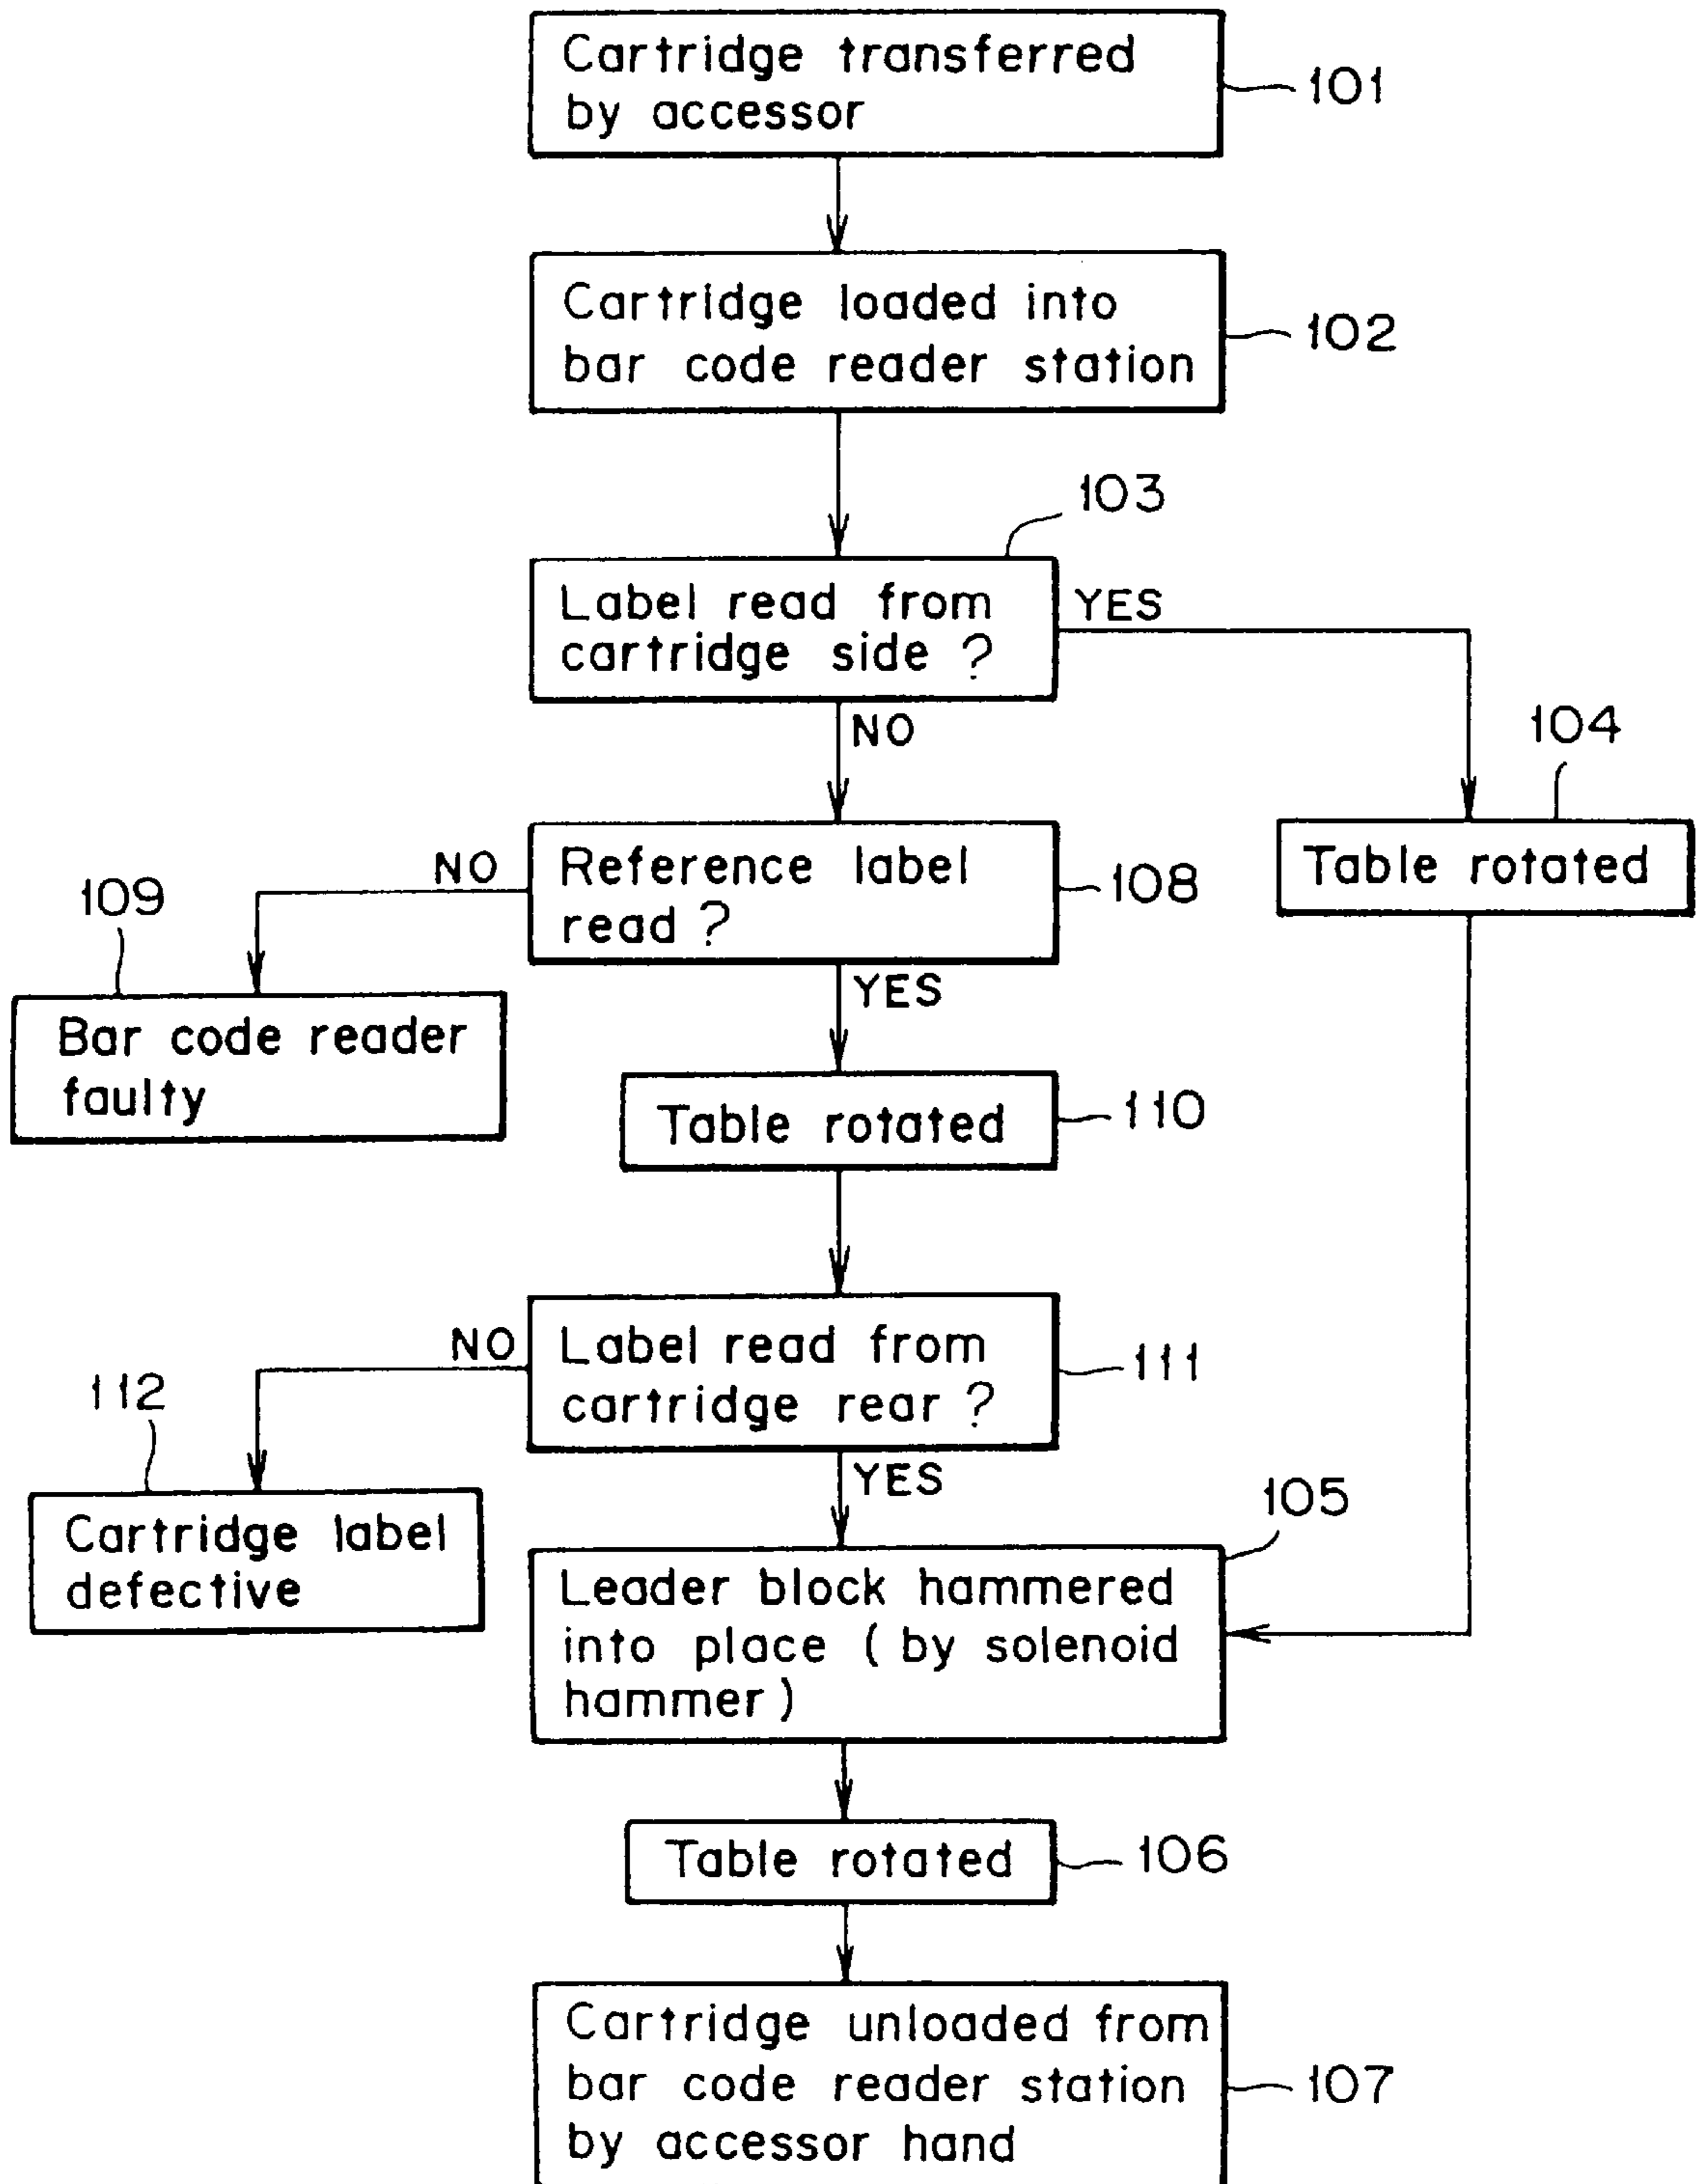 Cartridge transferred
by accessor
101
Cartridge loaded into
bar code reader station
102
103
Label read from
cartridge side ?
YES
NO
104
Table rotated
Reference label
read ?
108
NO
109
Bar code reader
faulty
YES
Table rotated
110
Label read from
cartridge rear ?
111
NO
112
Cartridge label
defective
YES
105
Leader block hammered
into place ( by solenoid
hammer )
Table rotated
106
Cartridge unloaded from
bar code reader station
by accessor hand
107